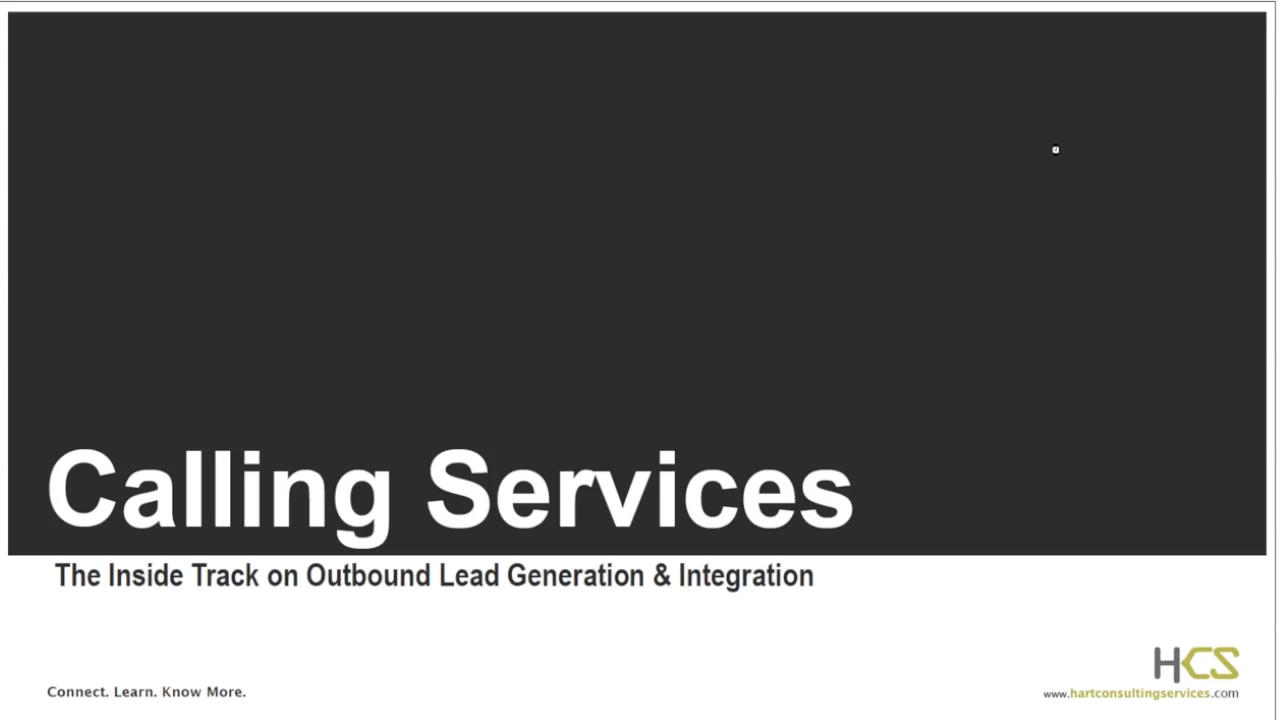 Calling Services
The Inside Track on Outbound Lead Generation & Integration
HCS
Connect. Learn. Know More.
www.hartconsultingservices.com